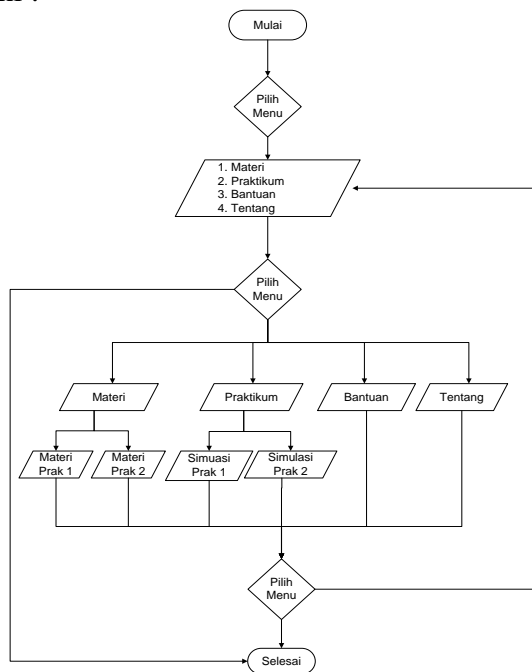 Mulai
Pilih
Menu
1. Materi
2. Praktikum
3. Bantuan
4. Tentang
Pilih
Menu
Materi
Praktikum
Bantuan
Tentang
Materi
Prak 1
Materi
Prak 2
Simuasi
Prak 1
Simulasi
Prak 2
Pilih
Menu
Selesai